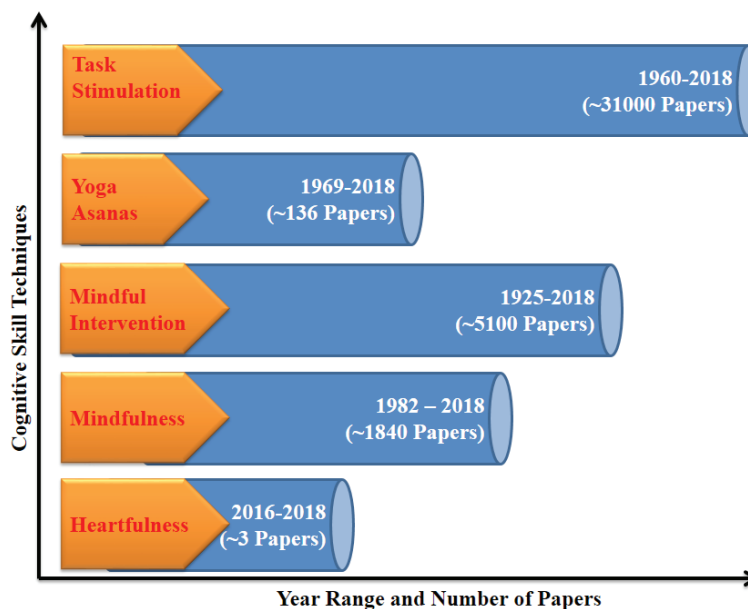 Cognitive Skill Techniques
Task
Stimulation
1960-2018
(~31000 Papers)
Yoga
Asanas
1969-2018
(~136 Papers)
Mindful
Intervention
1925-2018
(~5100 Papers)
Mindfulness
1982 – 2018
(~1840 Papers)
Heartfulness
2016-2018
(~3 Papers)
Year Range and Number of Papers